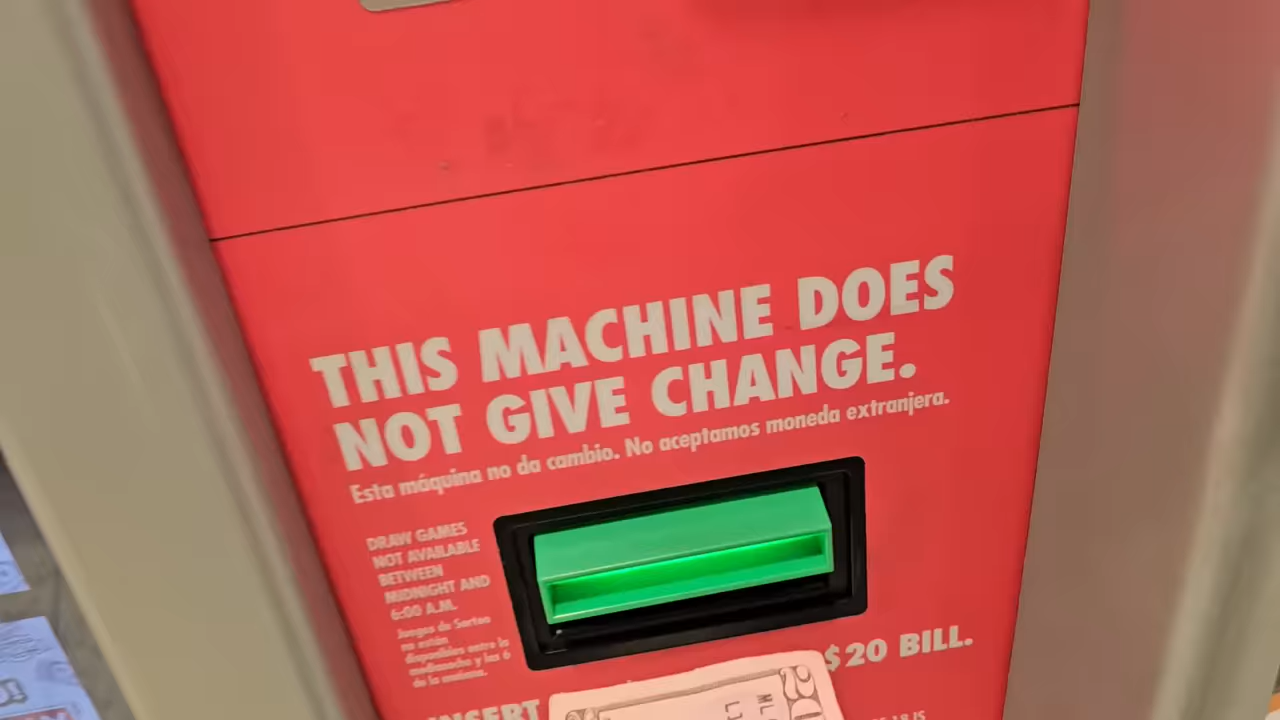 THIS MACHINE DOES
NOT GIVE CHANGE.
Esta máquina no da cambio. No aceptamos moneda extranjera.
DRAW GAMES
NOT AVAILABLE
BETWEEN
MIDNIGHT AND
6:00 A.M.
Juegos de Sorteo
no están
disponibles entre la
medianoche y las 6
de la mañana.
$20 BILL.
INSERT
20